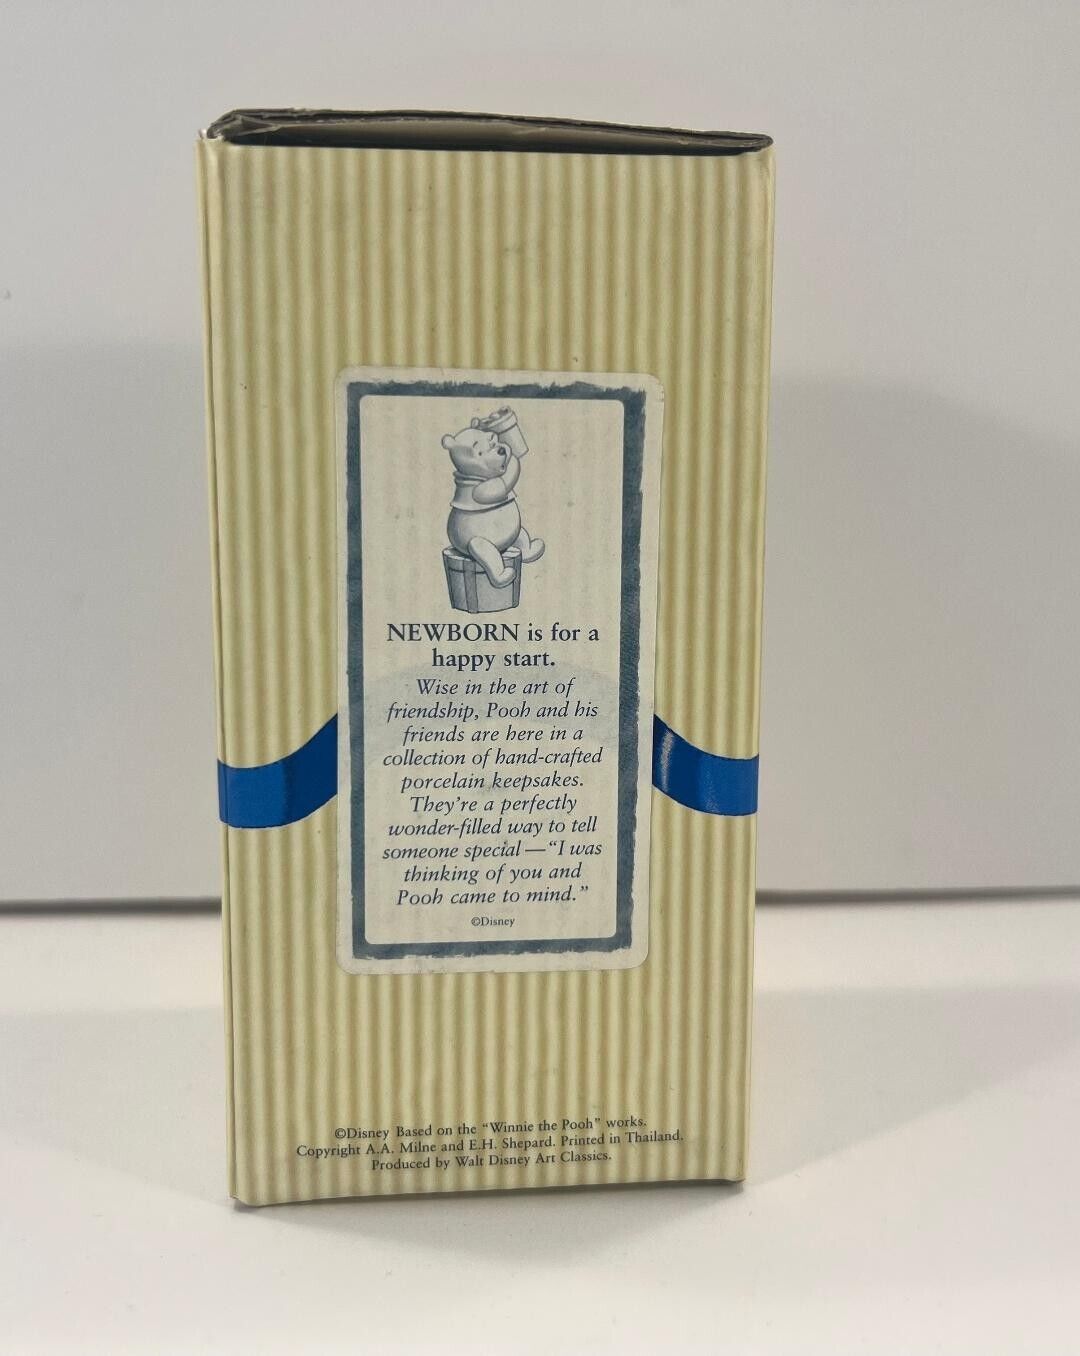 NEWBORN is for a
happy start.
Wise in the art of
friendship, Pooh and his
friends are here in a
collection of hand-crafted
porcelain keepsakes.
They're a perfectly
wonder-filled way to tell
someone special—"I was
thinking of you and
Pooh came to mind."
©Disney
©Disney Based on the "Winnie the Pooh" works.
Copyright A.A. Milne and E.H. Shepard. Printed in Thailand.
Produced by Walt Disney Art Classics.